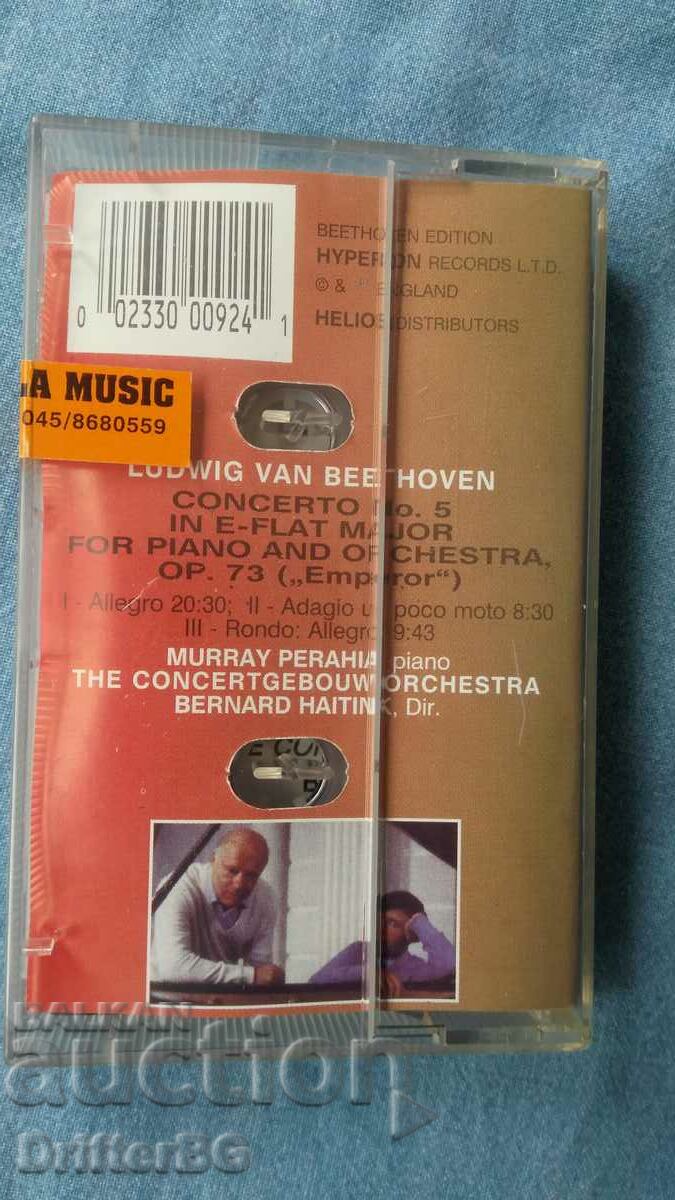 BEETHOVEN EDITION
HYPERION RECORDS L.T.D.
© & ℗ ENGLAND
HELIOS DISTRIBUTORS
0 02330 00924 1
LA MUSIC
045/8680559
LUDWIG VAN BEETHOVEN
CONCERTO No. 5
IN E-FLAT MAJOR
FOR PIANO AND ORCHESTRA,
OP. 73 („Emperor“)
I - Allegro 20:30; II - Adagio un poco moto 8:30
III - Rondo: Allegro 9:43
MURRAY PERAHIA, piano
THE CONCERTGEBOUW ORCHESTRA
BERNARD HAITINK, Dir.
BALKAN
auction
DrifterBG